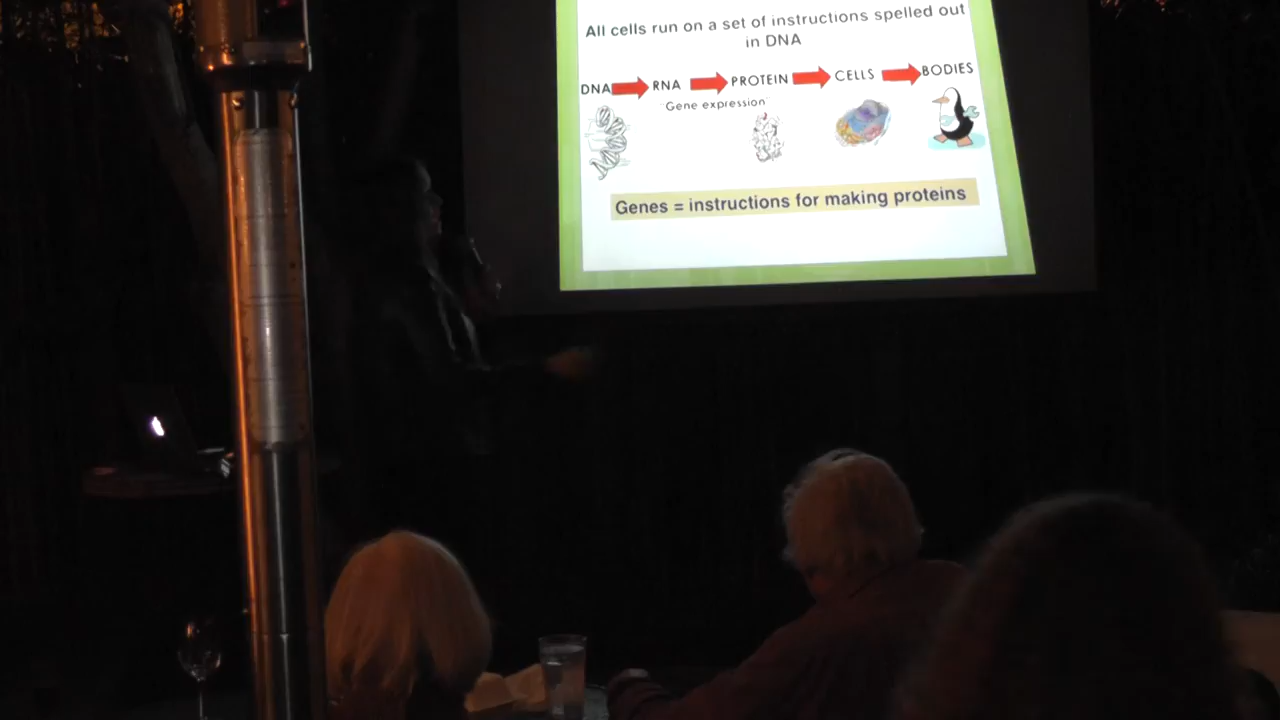 All cells run on a set of instructions spelled out
in DNA
DNA RNA PROTEIN CELLS BODIES
"Gene expression"
Genes = instructions for making proteins